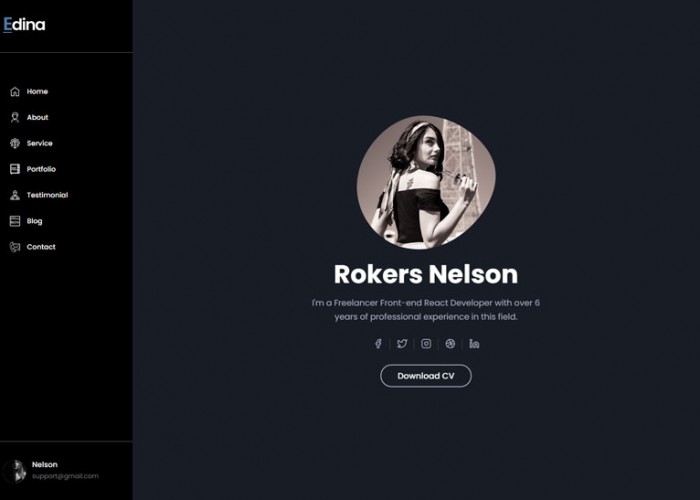 Edina
Home
About
Service
Portfolio
Testimonial
Blog
Contact
Rokers Nelson
I'm a Freelancer Front-end React Developer with over 6
years of professional experience in this field.
Download CV
Nelson
support@gmail.com